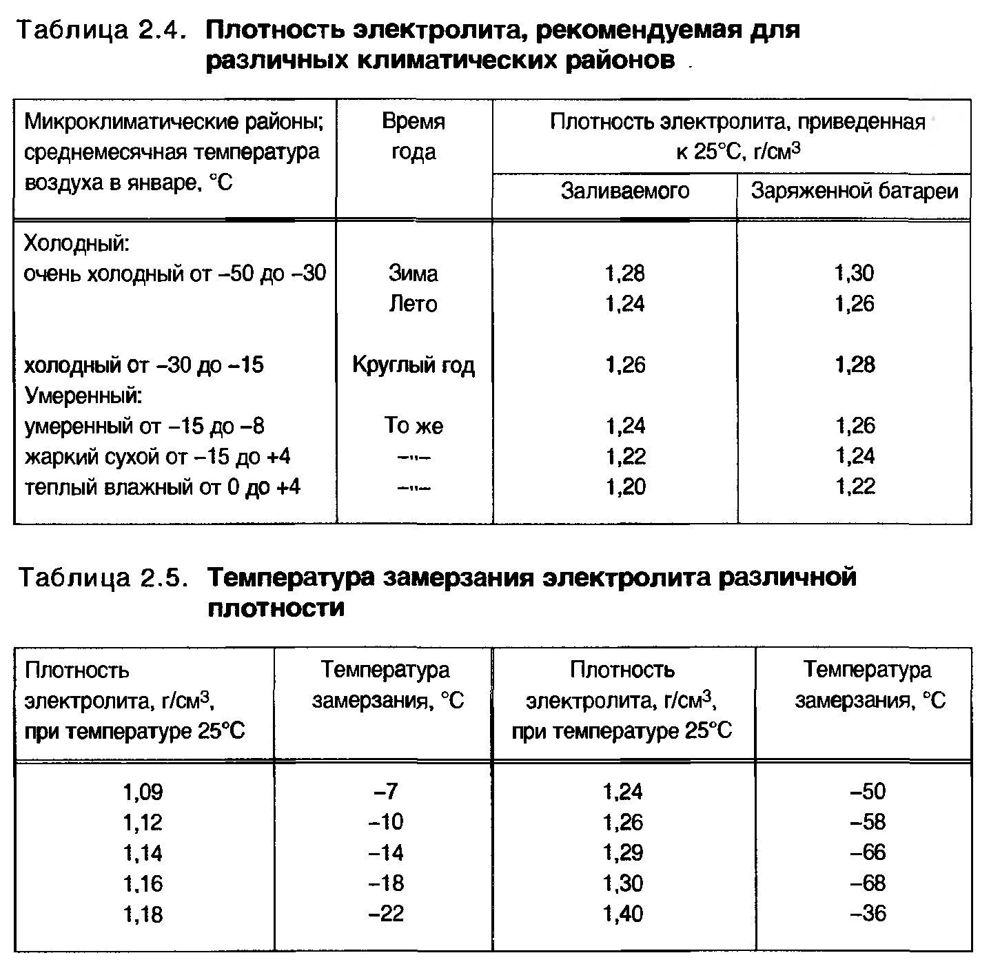 Таблица 2.4. Плотность электролита, рекомендуемая для
различных климатических районов
Микроклиматические районы;
среднемесячная температура
воздуха в январе, °С
Время
года
Плотность электролита, приведенная
к 25°С, г/см³
Заливаемого
Заряженной батареи
Холодный:
очень холодный от –50 до –30 Зима 1,28 1,30
Лето 1,24 1,26
холодный от –30 до –15 Круглый год 1,26 1,28
Умеренный:
умеренный от –15 до –8 То же 1,24 1,26
жаркий сухой от –15 до +4 –"– 1,22 1,24
теплый влажный от 0 до +4 –"– 1,20 1,22
Таблица 2.5. Температура замерзания электролита различной
плотности
Плотность
электролита, г/см³,
при температуре 25°С
Температура
замерзания, °С
Плотность
электролита, г/см³,
при температуре 25°С
Температура
замерзания, °С
1,09 –7 1,24 –50
1,12 –10 1,26 –58
1,14 –14 1,29 –66
1,16 –18 1,30 –68
1,18 –22 1,40 –36